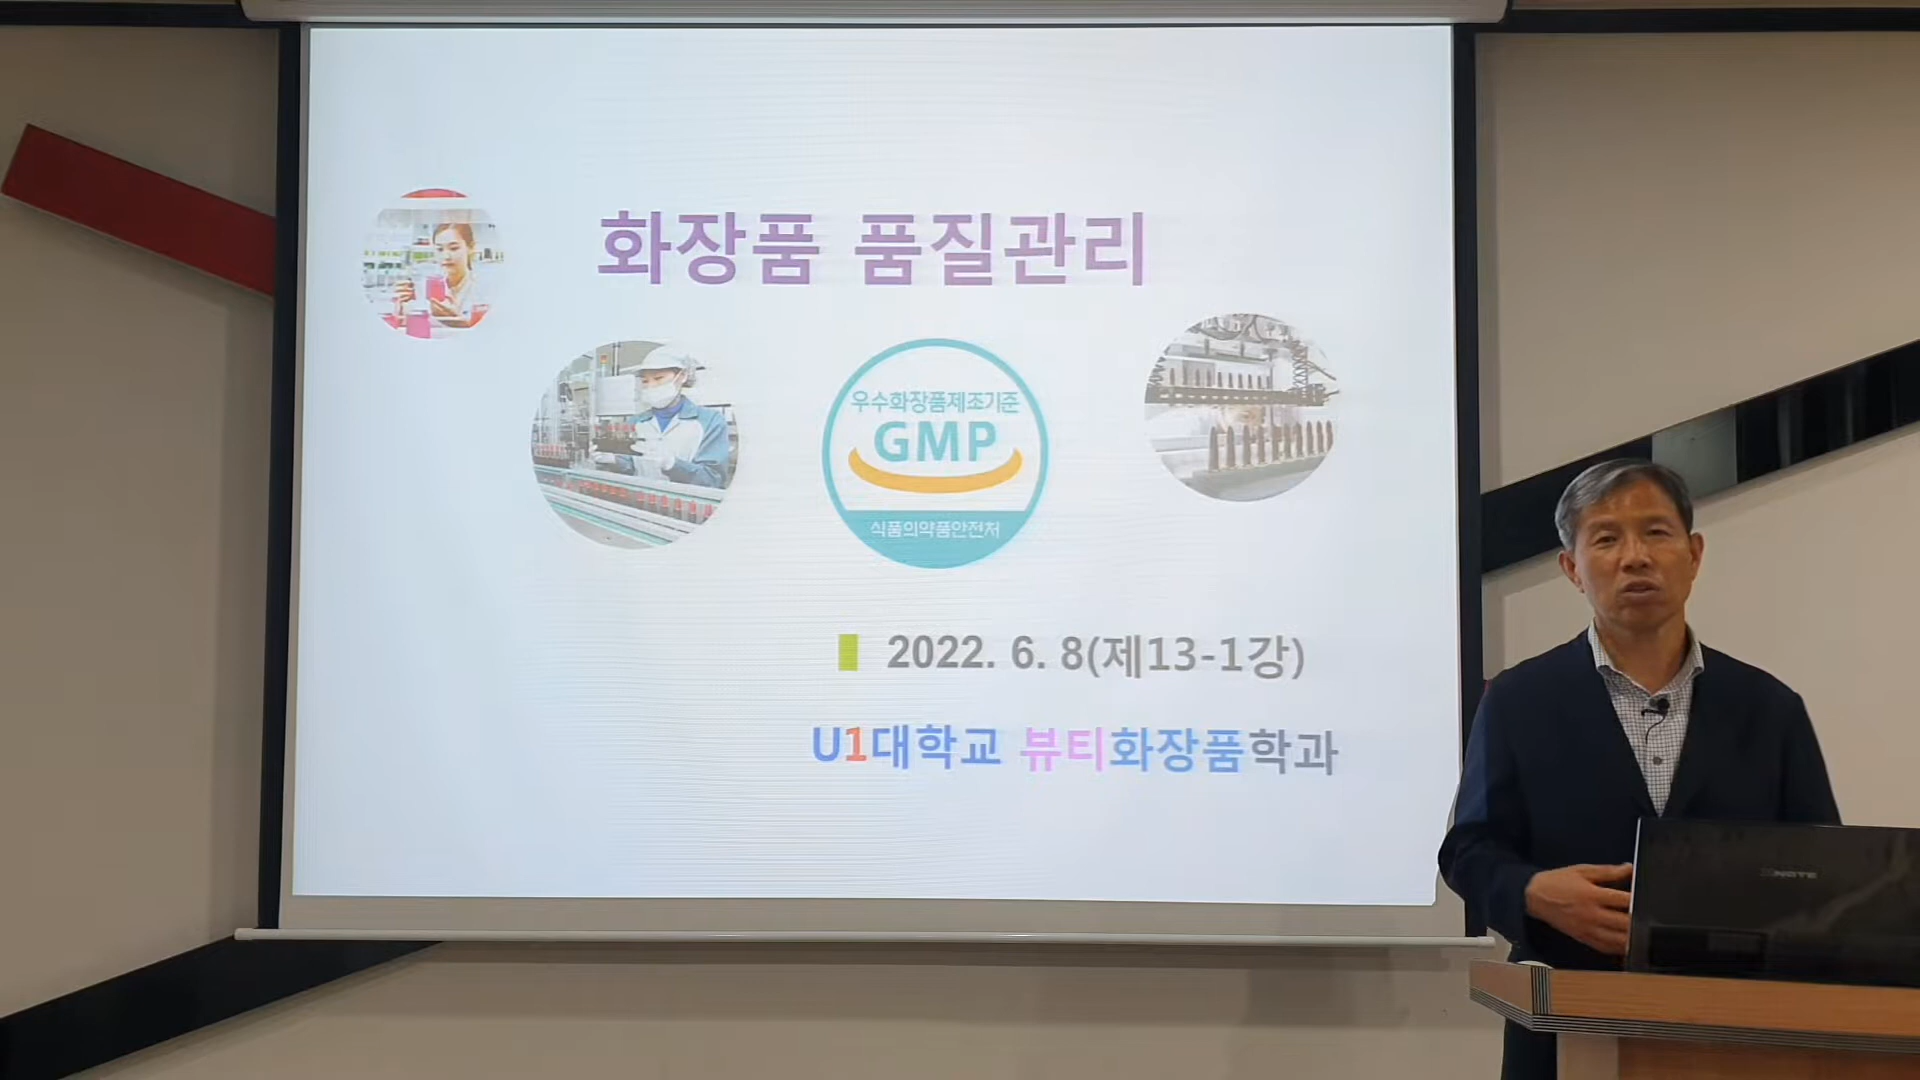 화장품 품질관리
우수화장품제조기준
GMP
식품의약품안전처
2022. 6. 8(제13-1강)
U1대학교 뷰티화장품학과